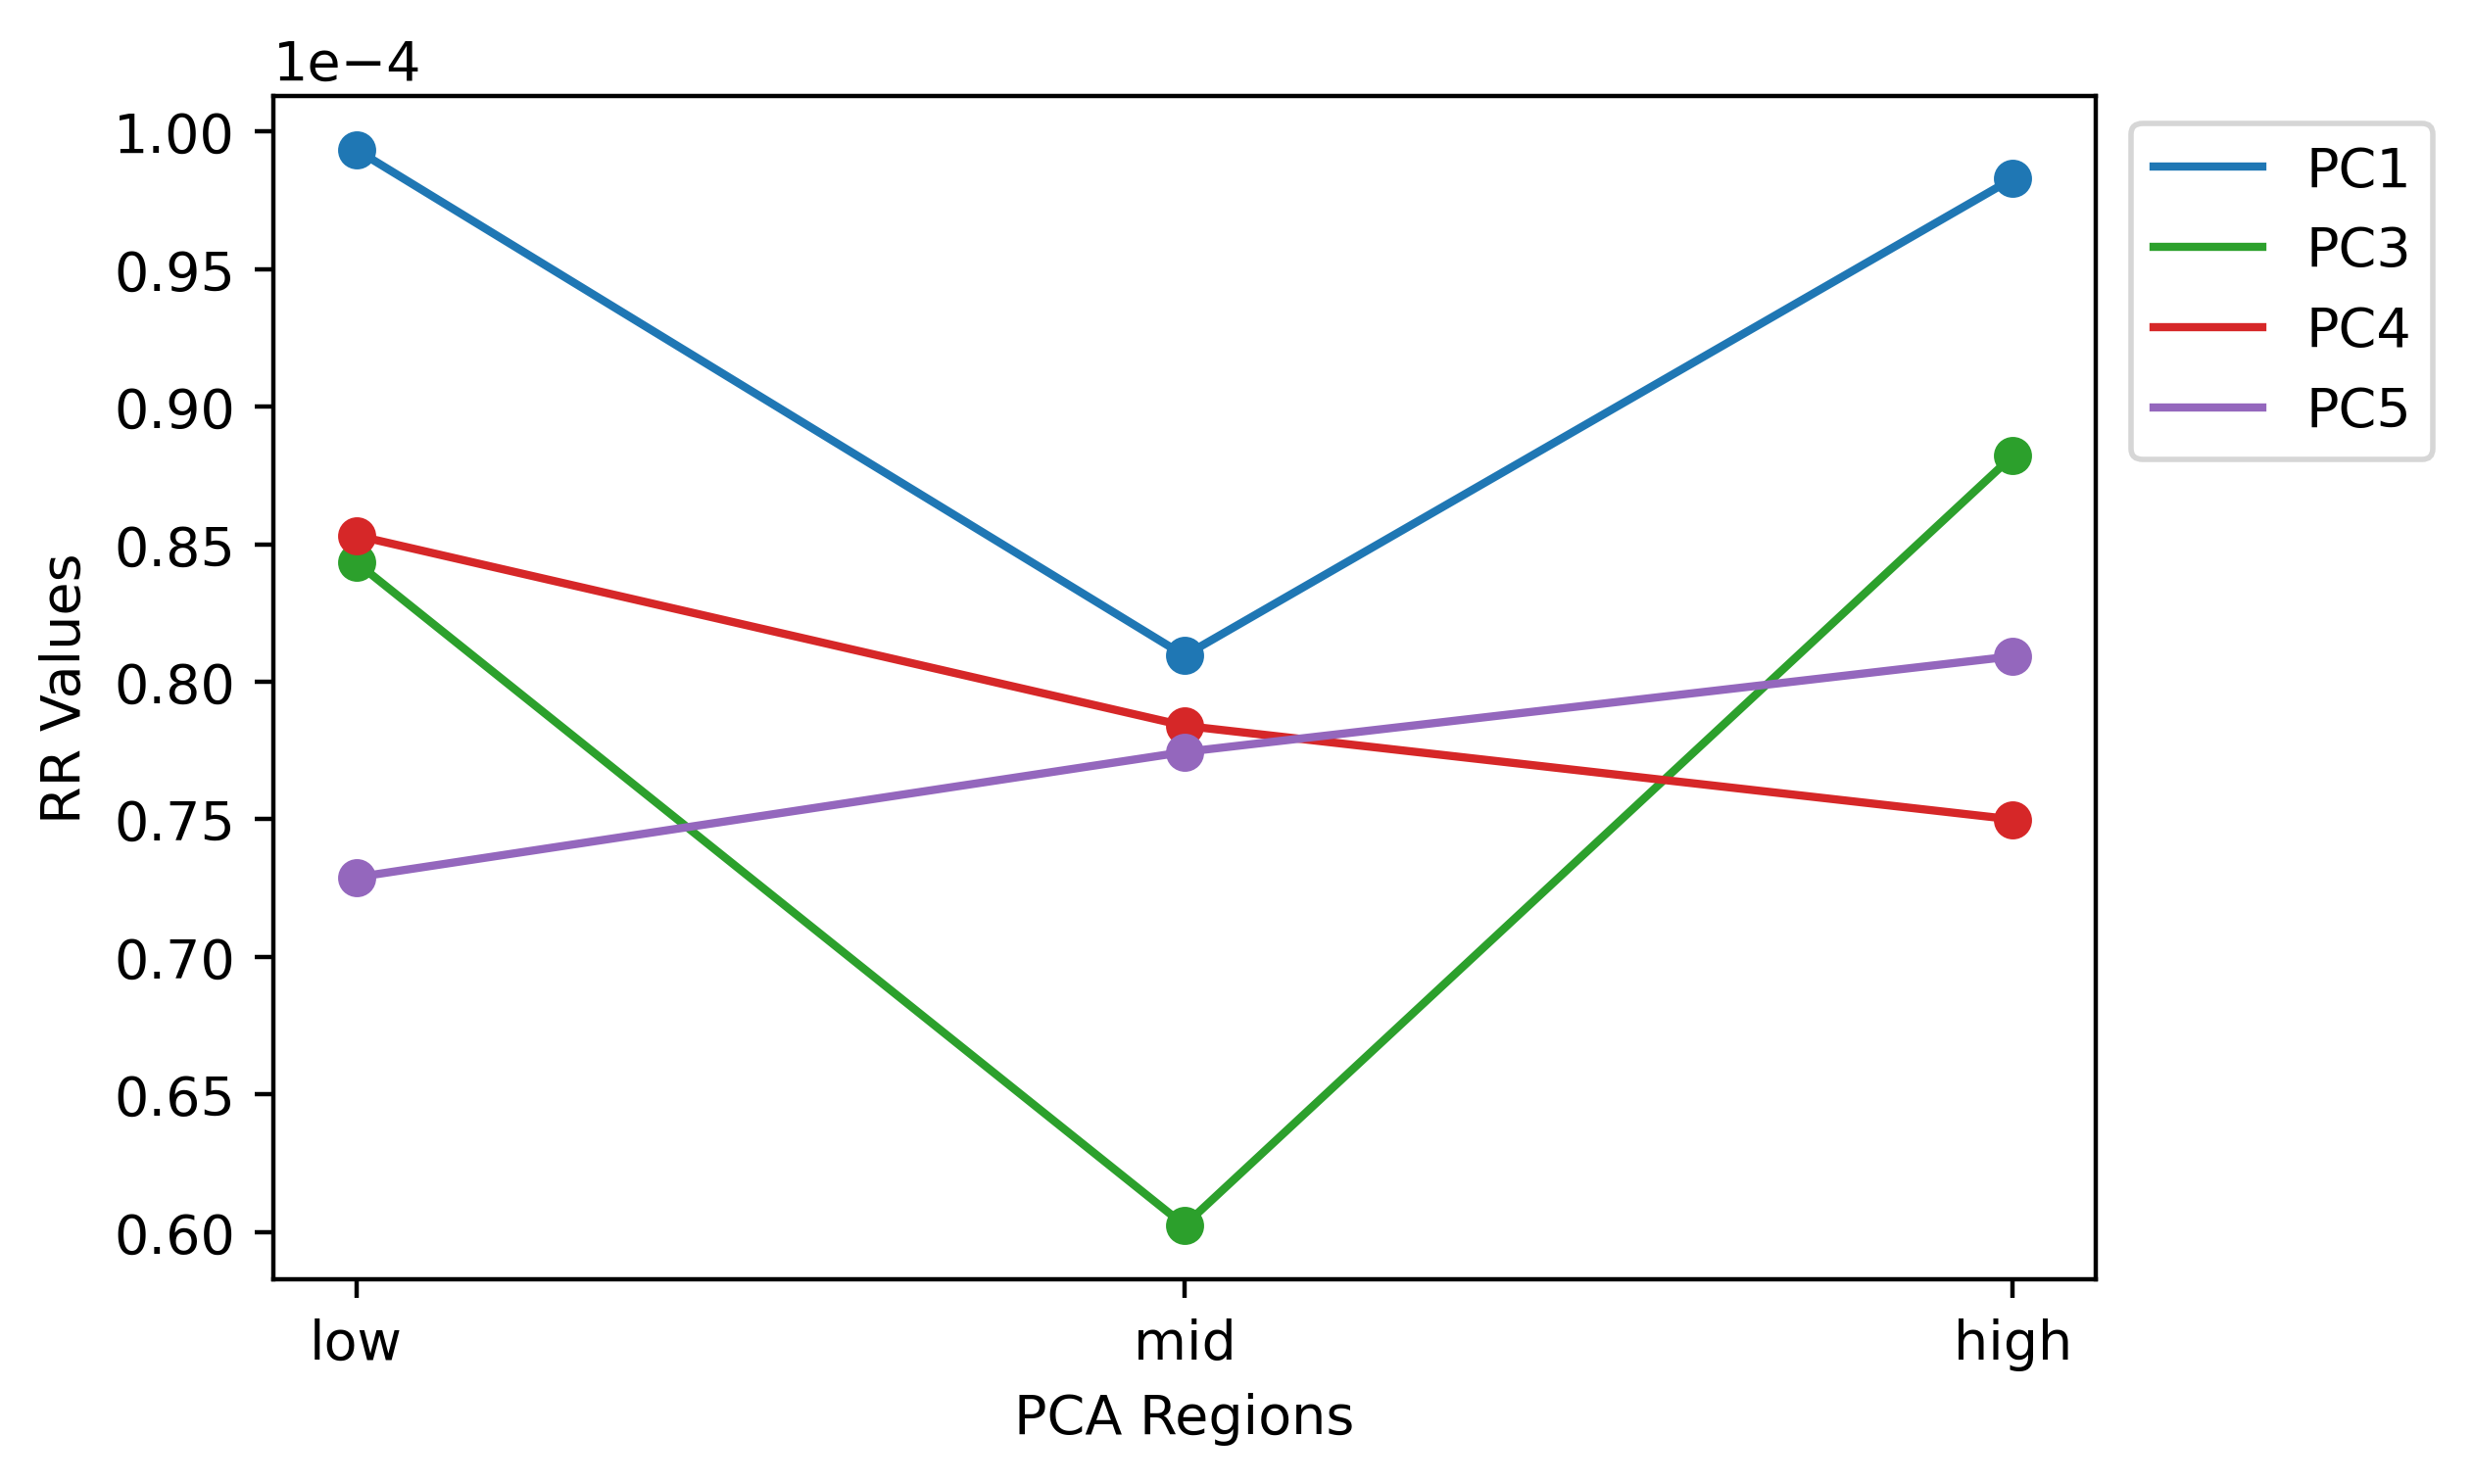 1e−4
1.00
0.95
0.90
0.85
0.80
0.75
0.70
0.65
0.60
RR Values
low
mid
high
PCA Regions
PC1
PC3
PC4
PC5